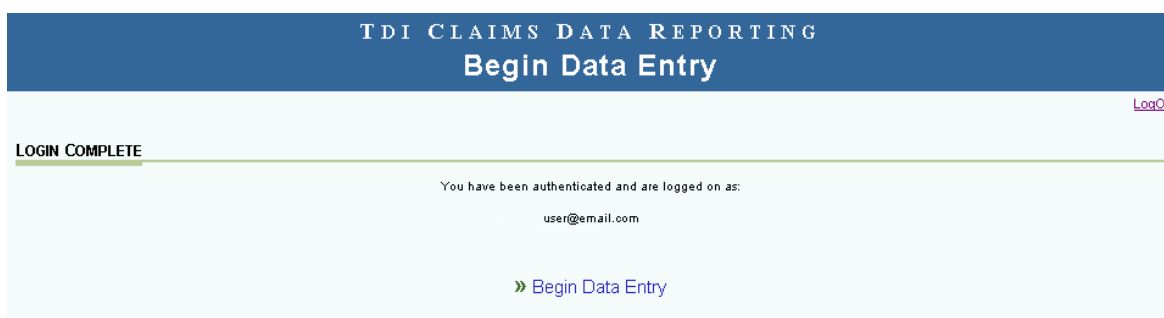 TDI CLAIMS DATA REPORTING
Begin Data Entry
LogO
LOGIN COMPLETE
You have been authenticated and are logged on as:
user@email.com
» Begin Data Entry